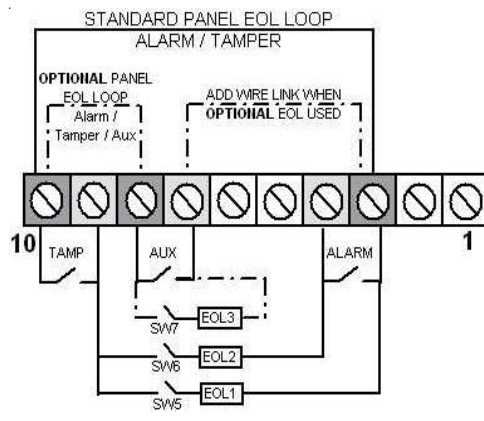 STANDARD PANEL EOL LOOP
ALARM / TAMPER
OPTIONAL PANEL
EOL LOOP
Alarm /
Tamper / Aux
ADD WIRE LINK WHEN
OPTIONAL EOL USED
10
1
TAMP
AUX
ALARM
SW7
EOL3
SW6
EOL2
SW5
EOL1